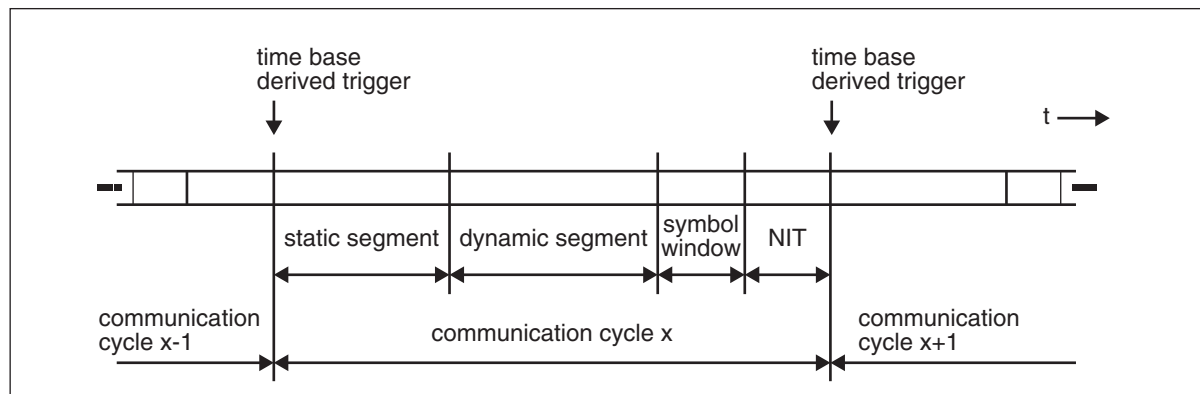 time base
derived trigger
time base
derived trigger
t
static segment
dynamic segment
symbol
window
NIT
communication
cycle x-1
communication cycle x
communication
cycle x+1